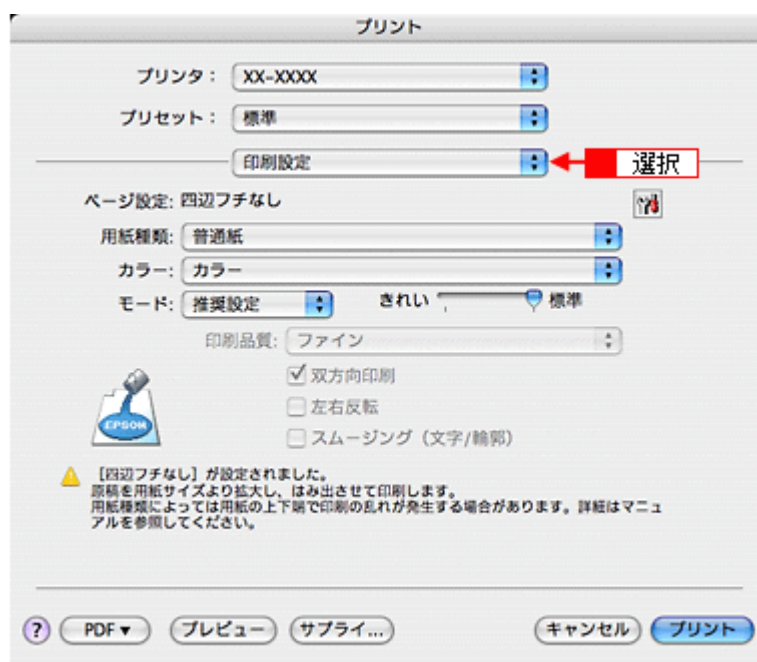 プリント
プリンタ： XX-XXXX
プリセット： 標準
印刷設定 選択
ページ設定: 四辺フチなし
用紙種類: 普通紙
カラー: カラー
モード: 推奨設定 きれい 標準
印刷品質: ファイン
双方向印刷
左右反転
スムージング（文字/輪郭）
EPSON
［四辺フチなし］が設定されました。
原稿を用紙サイズより拡大し、はみ出させて印刷します。
用紙種類によっては用紙の上下端で印刷の乱れが発生する場合があります。詳細はマニュ
アルを参照してください。
? PDF▼ プレビュー サプライ... キャンセル プリント